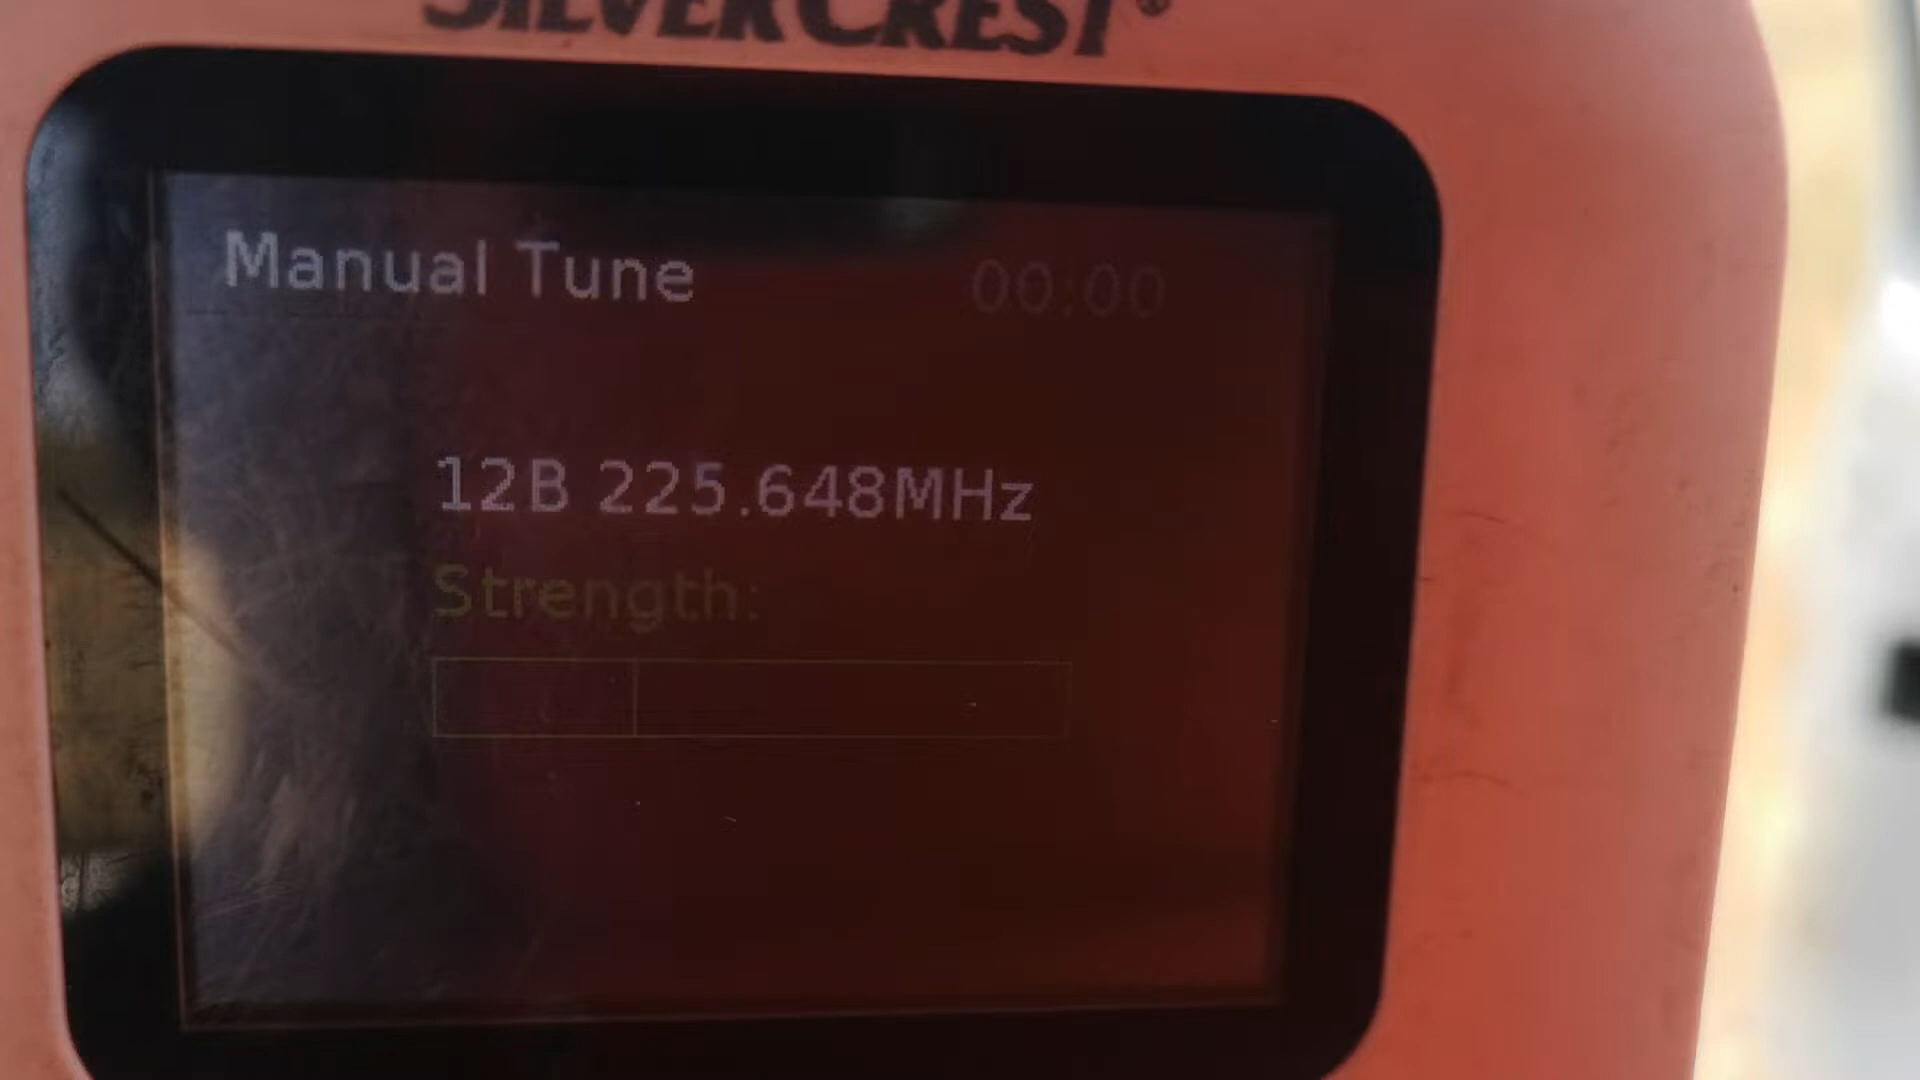 SILVERCREST®
Manual Tune 00:00
12B 225.648MHz
Strength: